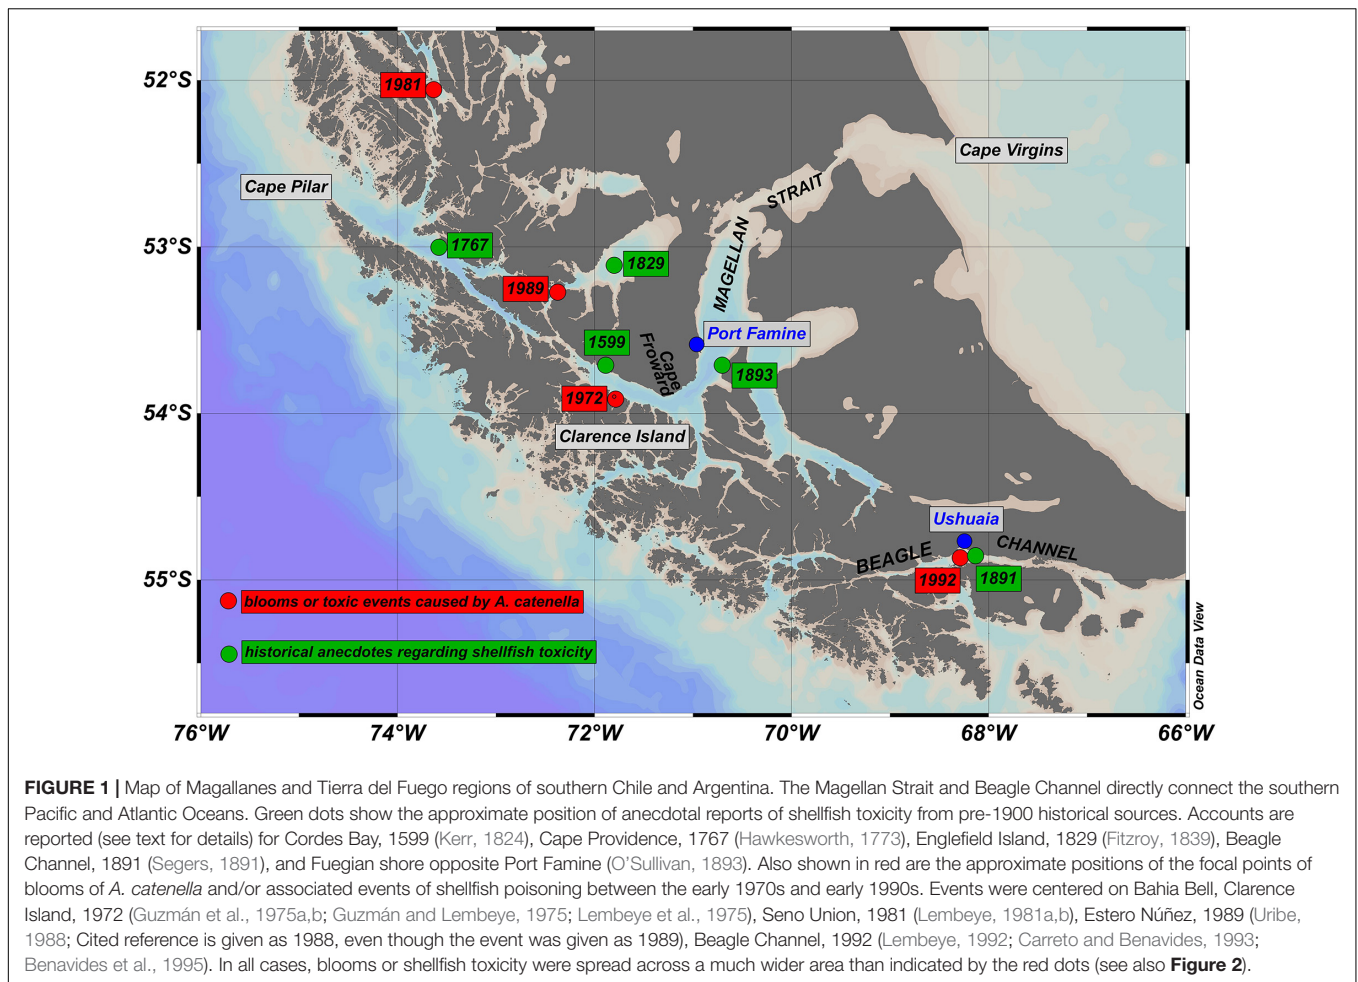 52°S
1981
Cape Virgins
Cape Pilar
STRAIT
53°S
1767
1829
MAGELLAN
1989
Port Famine
1599
Cape
Froward
1893
1972
54°S
Clarence Island
Ushuaia
BEAGLE
CHANNEL
1992
1891
55°S
blooms or toxic events caused by A. catenella
historical anecdotes regarding shellfish toxicity
Ocean Data View
76°W
74°W
72°W
70°W
68°W
66°W
FIGURE 1 | Map of Magallanes and Tierra del Fuego regions of southern Chile and Argentina. The Magellan Strait and Beagle Channel directly connect the southern
Pacific and Atlantic Oceans. Green dots show the approximate position of anecdotal reports of shellfish toxicity from pre-1900 historical sources. Accounts are
reported (see text for details) for Cordes Bay, 1599 (Kerr, 1824), Cape Providence, 1767 (Hawkesworth, 1773), Englefield Island, 1829 (Fitzroy, 1839), Beagle
Channel, 1891 (Segers, 1891), and Fuegian shore opposite Port Famine (O'Sullivan, 1893). Also shown in red are the approximate positions of the focal points of
blooms of A. catenella and/or associated events of shellfish poisoning between the early 1970s and early 1990s. Events were centered on Bahia Bell, Clarence
Island, 1972 (Guzmán et al., 1975a,b; Guzmán and Lembeye, 1975; Lembeye et al., 1975), Seno Union, 1981 (Lembeye, 1981a,b), Estero Núñez, 1989 (Uribe,
1988; Cited reference is given as 1988, even though the event was given as 1989), Beagle Channel, 1992 (Lembeye, 1992; Carreto and Benavides, 1993;
Benavides et al., 1995). In all cases, blooms or shellfish toxicity were spread across a much wider area than indicated by the red dots (see also Figure 2).